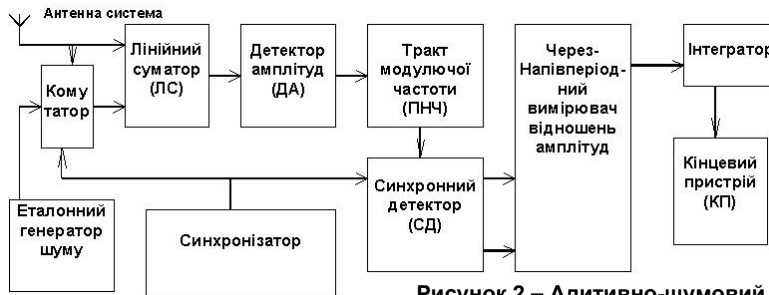 Антенна система
Лінійний
суматор
(ЛС)
Детектор
амплітуд
(ДА)
Тракт
модулючої
частоти
(ПНЧ)
Через-
Напівперіод-
ний
вимірювач
відношень
амплітуд
Інтегратор
Кому
татор
Кінцевий
пристрій
(КП)
Синхронний
детектор
(СД)
Еталонний
генератор
шуму
Синхронізатор
Рисунок 2 – Адитивно-шумовий